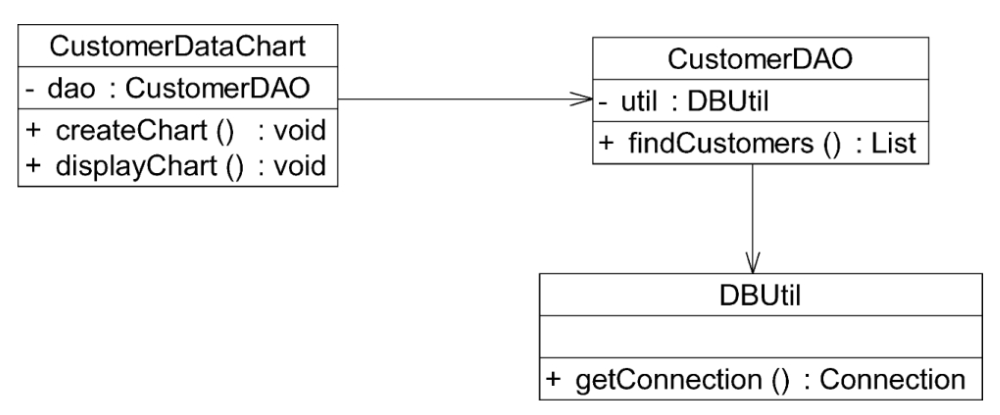 CustomerDataChart
- dao : CustomerDAO
+ createChart () : void
+ displayChart () : void
CustomerDAO
- util : DBUtil
+ findCustomers () : List
DBUtil
+ getConnection () : Connection